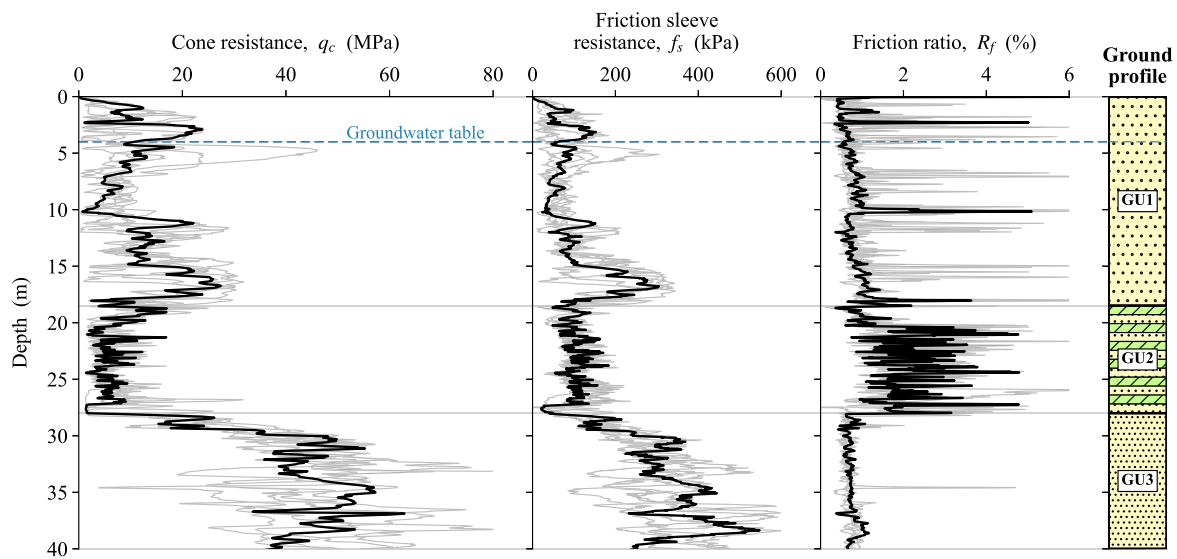 Friction sleeve
Cone resistance, qc (MPa)
resistance, fs (kPa)
Friction ratio, Rf (%)
Ground
profile
0 20 40 60 80
0 200 400 600
0 2 4 6
0
5
10
15
20
25
30
35
40
Depth (m)
Groundwater table
GU1
GU2
GU3